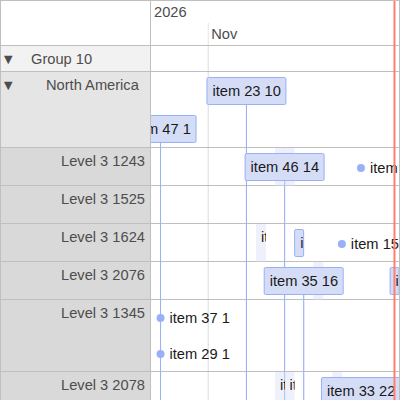 2026
Nov
▼ Group 10
▼ North America
item 23 10
47 1
Level 3 1243
item 46 14
item
Level 3 1525
Level 3 1624
item 15
Level 3 2076
item 35 16
Level 3 1345
item 37 1
item 29 1
Level 3 2078
item 33 22